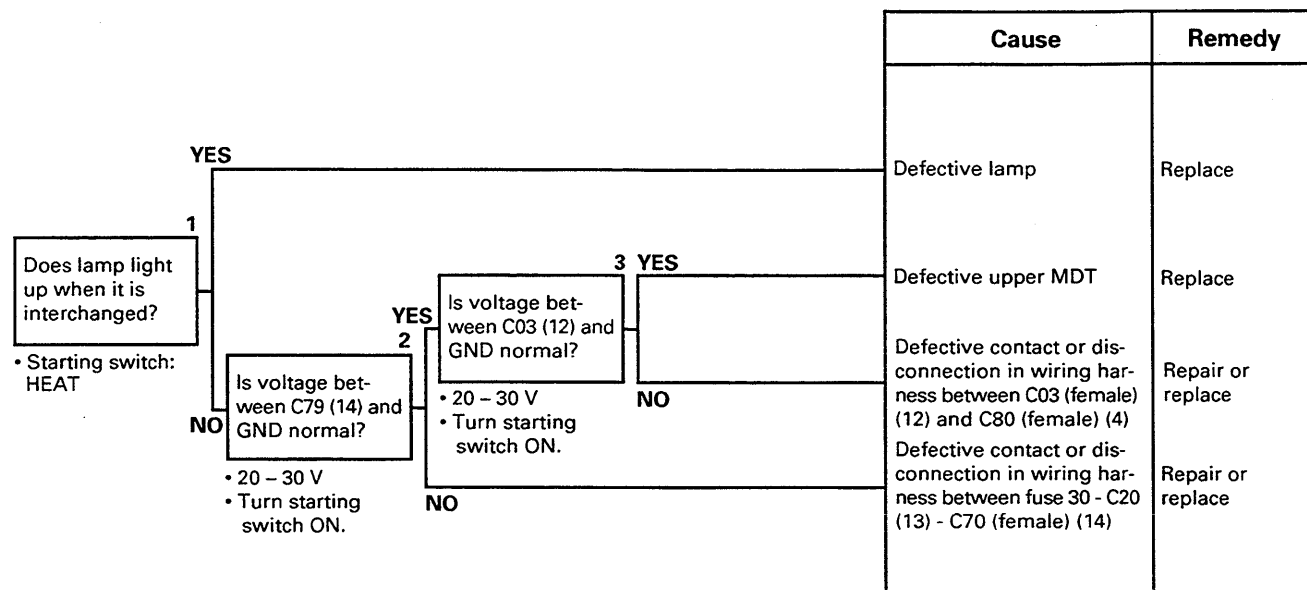 Cause
Remedy
YES
Defective lamp
Replace
1
Does lamp light
up when it is
interchanged?
• Starting switch:
HEAT
NO
2
Is voltage bet-
ween C79 (14) and
GND normal?
• 20 – 30 V
• Turn starting
switch ON.
YES
3
Is voltage bet-
ween C03 (12) and
GND normal?
• 20 – 30 V
• Turn starting
switch ON.
YES
Defective upper MDT
Replace
NO
Defective contact or dis-
connection in wiring har-
ness between C03 (female)
(12) and C80 (female) (4)
Repair or
replace
NO
Defective contact or dis-
connection in wiring har-
ness between fuse 30 - C20
(13) - C70 (female) (14)
Repair or
replace